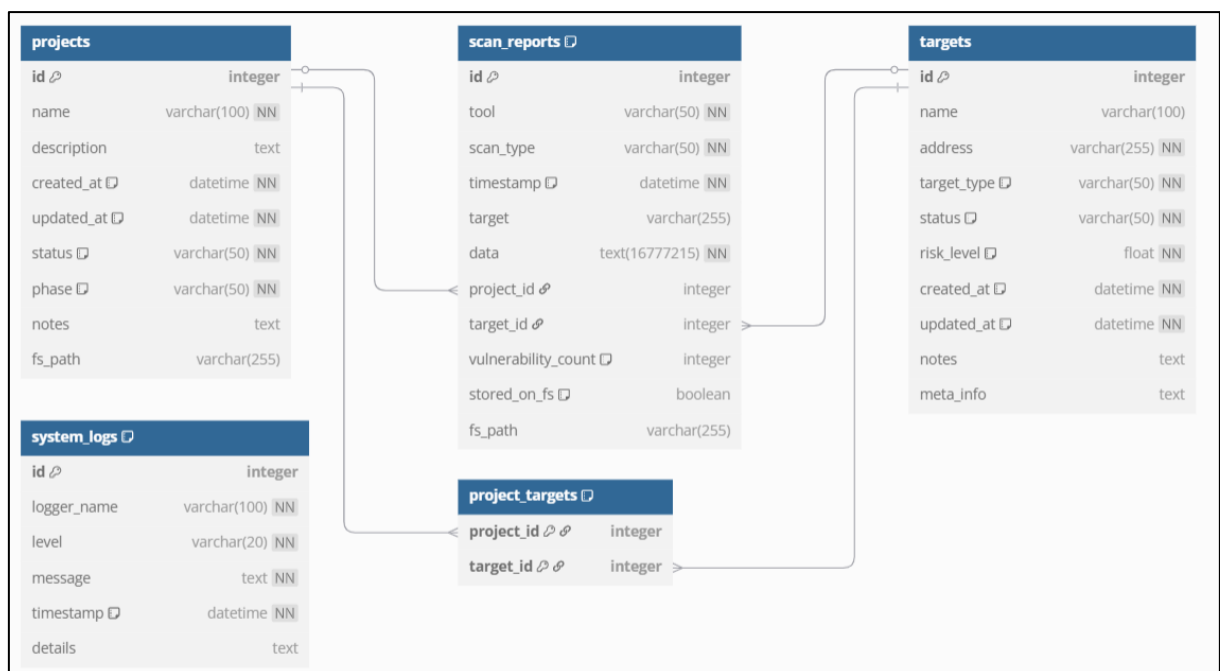 projects
id integer
name varchar(100) NN
description text
created_at datetime NN
updated_at datetime NN
status varchar(50) NN
phase varchar(50) NN
notes text
fs_path varchar(255)
system_logs
id integer
logger_name varchar(100) NN
level varchar(20) NN
message text NN
timestamp datetime NN
details text
scan_reports
id integer
tool varchar(50) NN
scan_type varchar(50) NN
timestamp datetime NN
target varchar(255)
data text(16777215) NN
project_id integer
target_id integer
vulnerability_count integer
stored_on_fs boolean
fs_path varchar(255)
project_targets
project_id integer
target_id integer
targets
id integer
name varchar(100)
address varchar(255) NN
target_type varchar(50) NN
status varchar(50) NN
risk_level float NN
created_at datetime NN
updated_at datetime NN
notes text
meta_info text